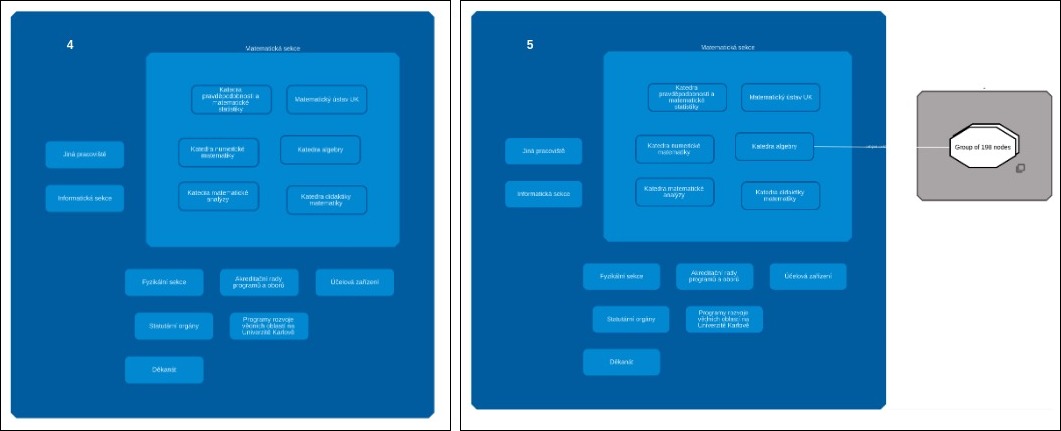 4
Matematická sekce
Katedra
pravděpodobnosti a
matematické
statistiky
Matematický ústav UK
Katedra numerické
matematiky
Katedra algebry
Katedra matematické
analýzy
Katedra didaktiky
matematiky
Jiná pracoviště
Informatická sekce
Fyzikální sekce
Akreditační rady
programů a oborů
Účelová zařízení
Statutární orgány
Programy rozvoje
vědních oblastí na
Univerzitě Karlově
Děkanát
5
Matematická sekce
Katedra
pravděpodobnosti a
matematické
statistiky
Matematický ústav UK
Katedra numerické
matematiky
Katedra algebry
Katedra matematické
analýzy
Katedra didaktiky
matematiky
Jiná pracoviště
Informatická sekce
Group of 198 nodes
Fyzikální sekce
Akreditační rady
programů a oborů
Účelová zařízení
Statutární orgány
Programy rozvoje
vědních oblastí na
Univerzitě Karlově
Děkanát